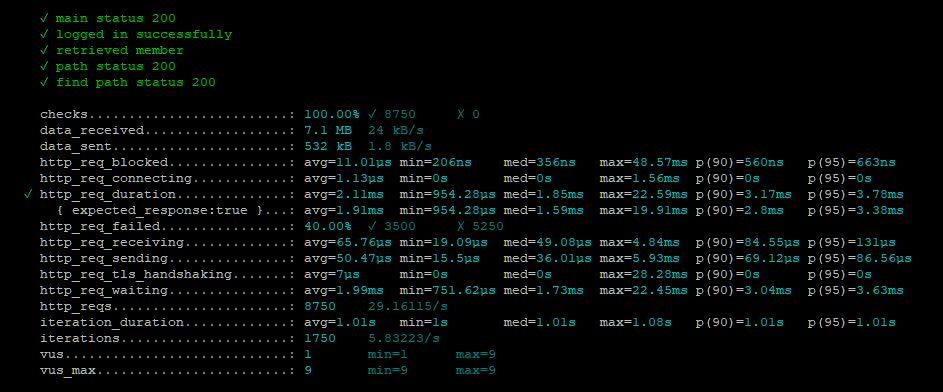 ✓ main status 200
✓ logged in successfully
✓ retrieved member
✓ path status 200
✓ find path status 200
checks.........................: 100.00% ✓ 8750 ✗ 0
data_received..................: 7.1 MB 24 kB/s
data_sent......................: 532 kB 1.8 kB/s
http_req_blocked...............: avg=11.01µs min=206ns med=356ns max=48.57ms p(90)=560ns p(95)=663ns
http_req_connecting............: avg=1.13µs min=0s med=0s max=1.56ms p(90)=0s p(95)=0s
✓ http_req_duration..............: avg=2.11ms min=954.28µs med=1.85ms max=22.59ms p(90)=3.17ms p(95)=3.78ms
{ expected_response:true }...: avg=1.91ms min=954.28µs med=1.59ms max=19.91ms p(90)=2.8ms p(95)=3.38ms
http_req_failed................: 40.00% ✓ 3500 ✗ 5250
http_req_receiving.............: avg=65.76µs min=19.09µs med=49.08µs max=4.84ms p(90)=84.55µs p(95)=131µs
http_req_sending...............: avg=50.47µs min=15.5µs med=36.01µs max=5.93ms p(90)=69.12µs p(95)=86.56µs
http_req_tls_handshaking.......: avg=7µs min=0s med=0s max=28.28ms p(90)=0s p(95)=0s
http_req_waiting...............: avg=1.99ms min=751.62µs med=1.73ms max=22.45ms p(90)=3.04ms p(95)=3.63ms
http_reqs......................: 8750 29.16115/s
iteration_duration.............: avg=1.01s min=1s med=1.01s max=1.08s p(90)=1.01s p(95)=1.01s
iterations.....................: 1750 5.83223/s
vus............................: 1 min=1 max=9
vus_max........................: 9 min=9 max=9